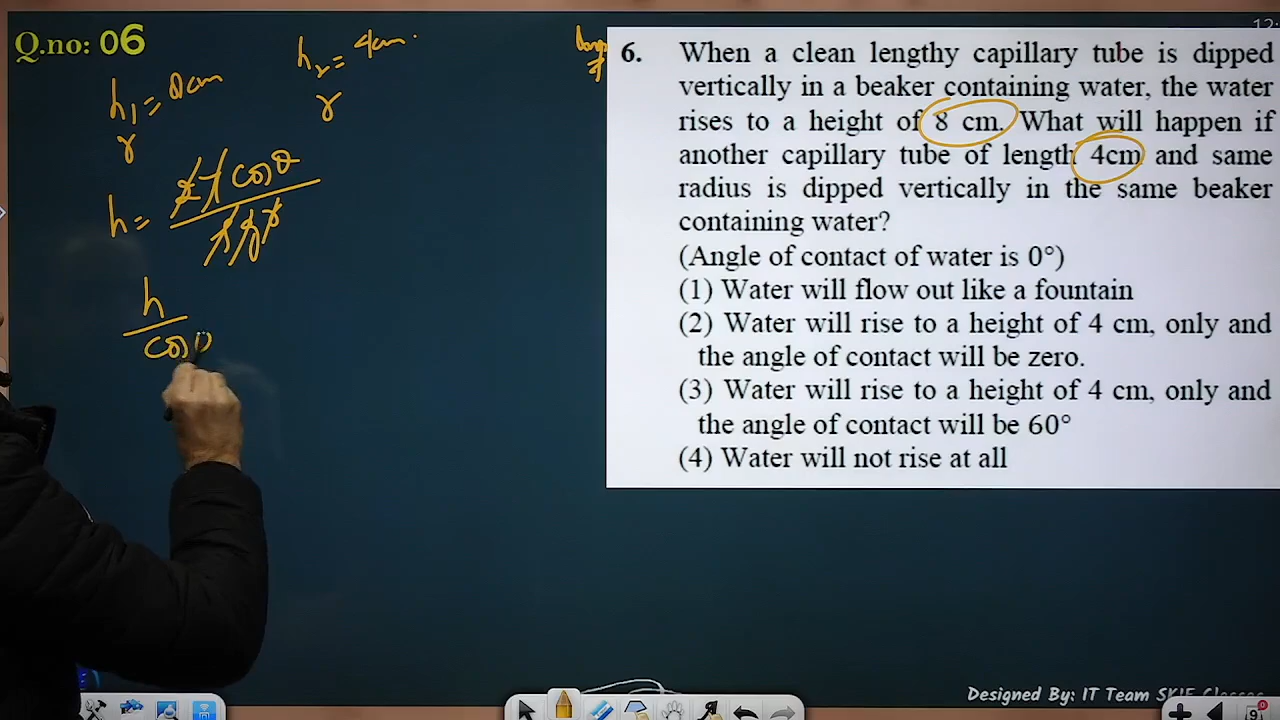 Q.no: 06
h₁ = 8cm
r
h₂ = 4cm.
r
h = 2T cosθ
ρgr
h
cosθ
6. When a clean lengthy capillary tube is dipped
vertically in a beaker containing water, the water
rises to a height of 8 cm. What will happen if
another capillary tube of length 4cm and same
radius is dipped vertically in the same beaker
containing water?
(Angle of contact of water is 0°)
(1) Water will flow out like a fountain
(2) Water will rise to a height of 4 cm, only and
the angle of contact will be zero.
(3) Water will rise to a height of 4 cm, only and
the angle of contact will be 60°
(4) Water will not rise at all
Designed By: IT Team